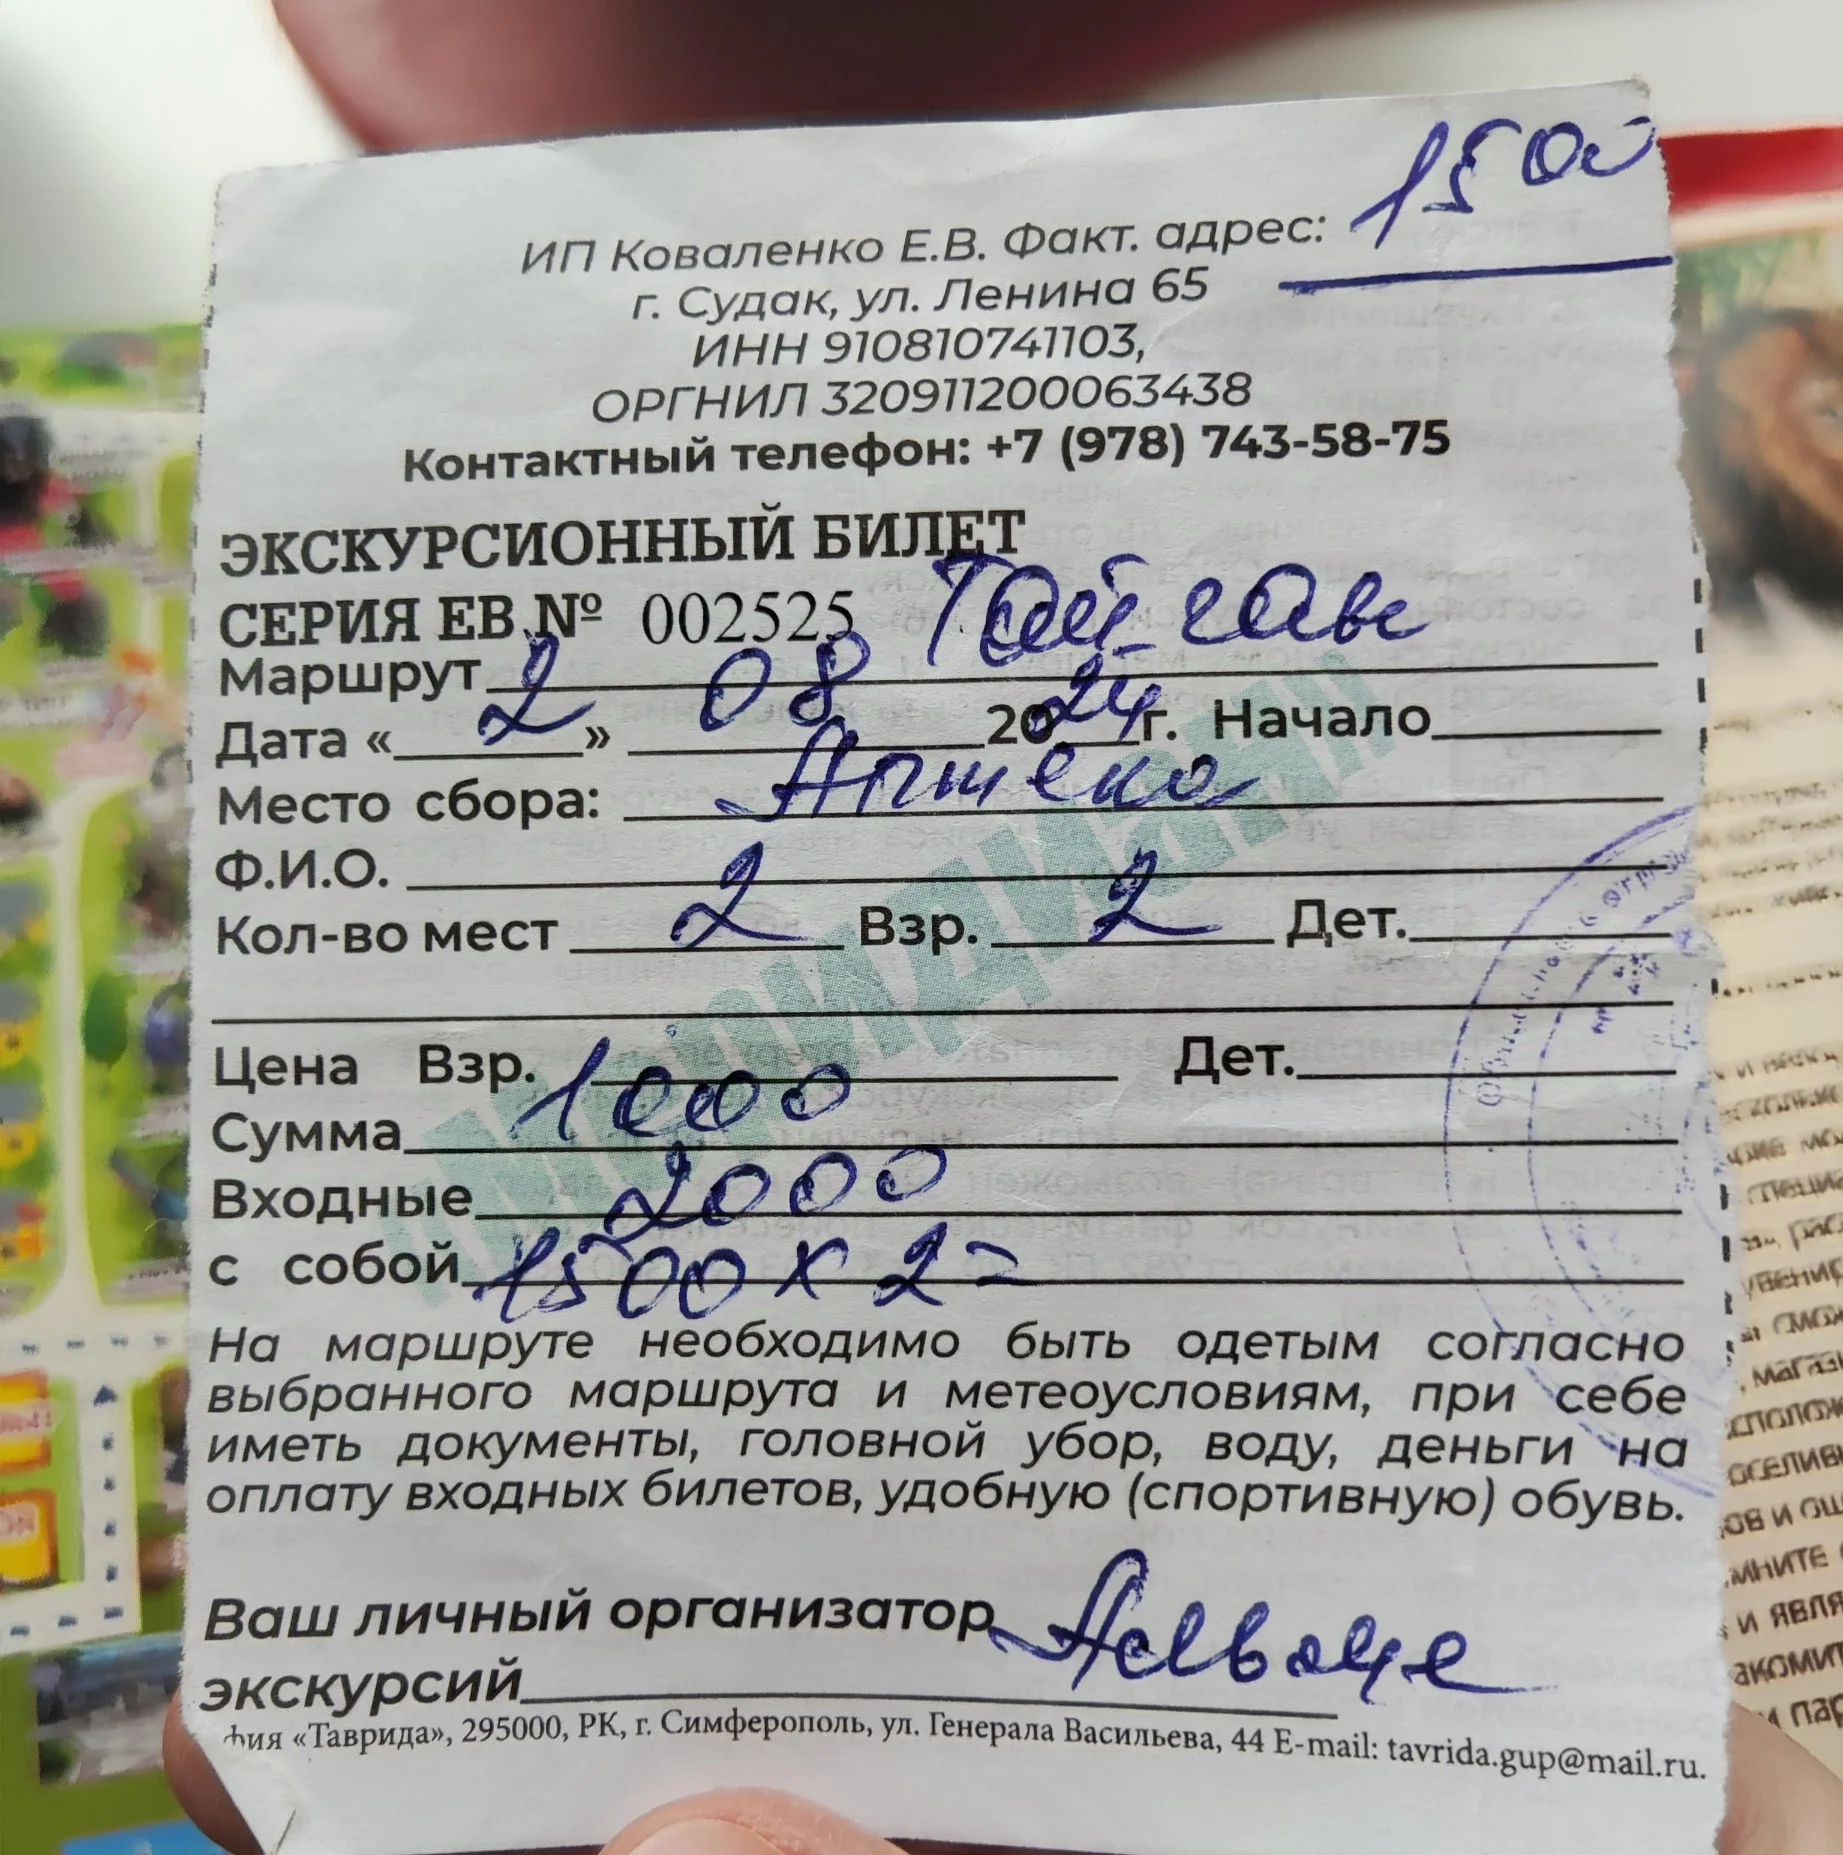 1500
ИП Коваленко Е.В. Факт. адрес:
г. Судак, ул. Ленина 65
ИНН 910810741103,
ОРГНИЛ 320911200063438
Контактный телефон: +7 (978) 743-58-75
ЭКСКУРСИОННЫЙ БИЛЕТ
СЕРИЯ ЕВ № 002525
Маршрут Тайган
Дата « 2 » 08 2024 г. Начало
Место сбора: Аптека
Ф.И.О.
Кол-во мест 2 Взр. 2 Дет.
Цена Взр. 1000 Дет.
Сумма 2000
Входные
с собой 1500 х 2 =
МЕРИДИАН
На маршруте необходимо быть одетым согласно
выбранного маршрута и метеоусловиям, при себе
иметь документы, головной убор, воду, деньги на
оплату входных билетов, удобную (спортивную) обувь.
Ваш личный организатор
экскурсий
фия «Таврида», 295000, РК, г. Симферополь, ул. Генерала Васильева, 44 E-mail: tavrida.gup@mail.ru.